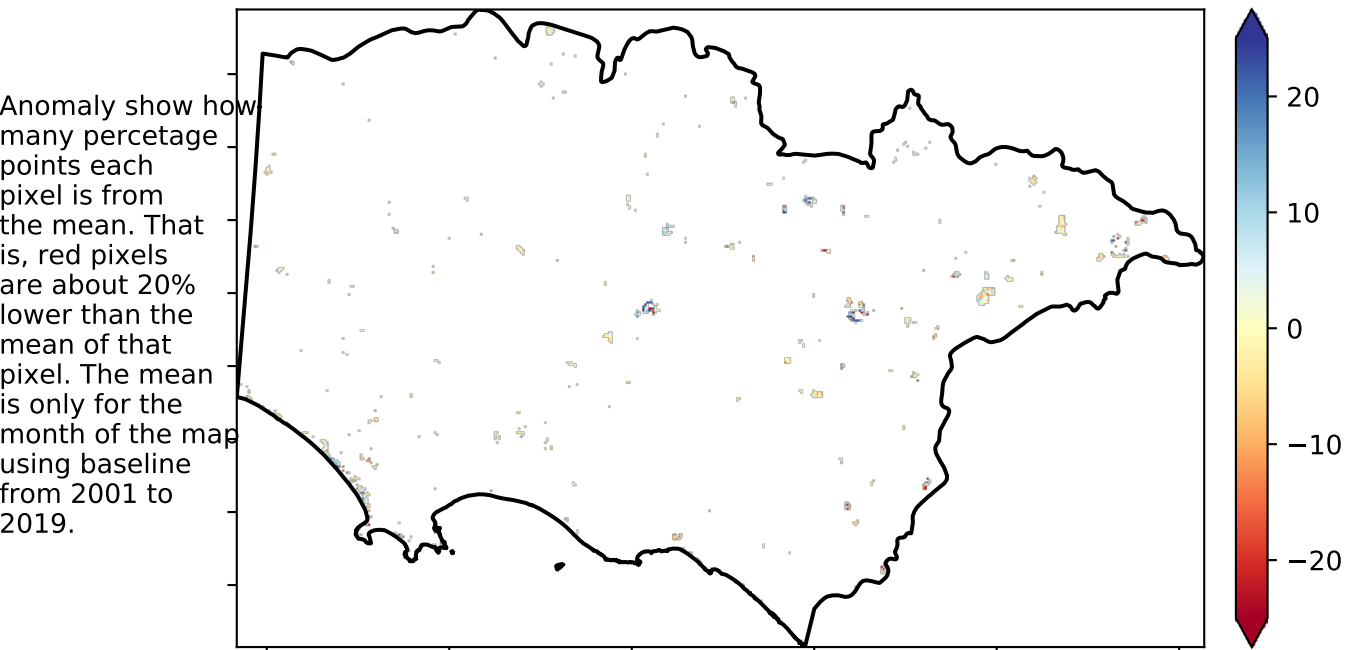 Anomaly show how
many percetage
points each
pixel is from
the mean. That
is, red pixels
are about 20%
lower than the
mean of that
pixel. The mean
is only for the
month of the map
using baseline
from 2001 to
2019.
20
10
0
−10
−20